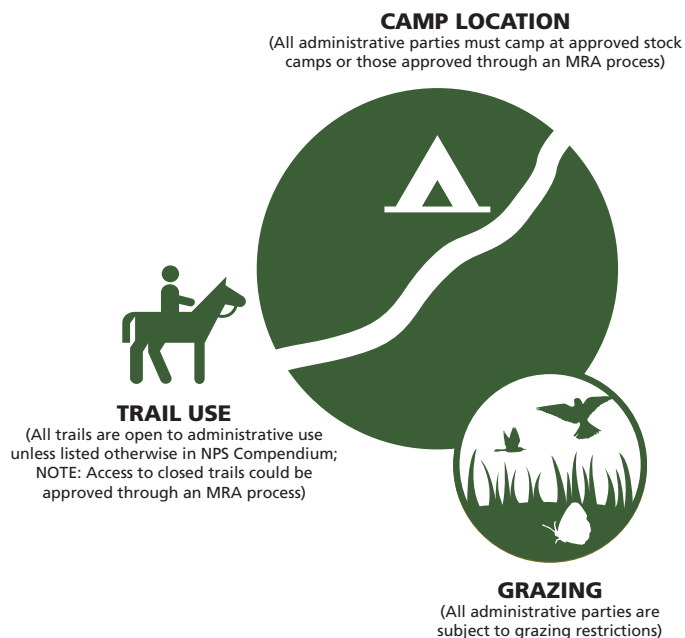 CAMP LOCATION
(All administrative parties must camp at approved stock
camps or those approved through an MRA process)
TRAIL USE
(All trails are open to administrative use
unless listed otherwise in NPS Compendium;
NOTE: Access to closed trails could be
approved through an MRA process)
GRAZING
(All administrative parties are
subject to grazing restrictions)